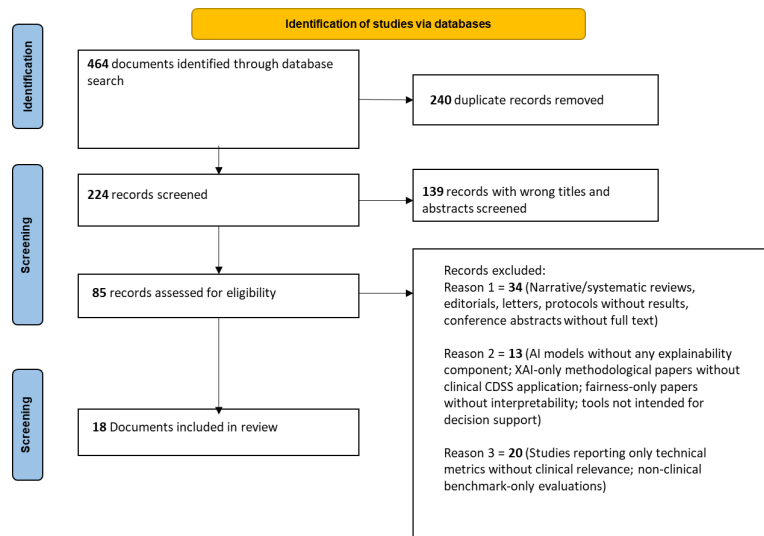 Identification of studies via databases
Identification
464 documents identified through database
search
240 duplicate records removed
Screening
224 records screened
139 records with wrong titles and
abstracts screened
85 records assessed for eligibility
Records excluded:
Reason 1 = 34 (Narrative/systematic reviews,
editorials, letters, protocols without results,
conference abstracts without full text)
Reason 2 = 13 (AI models without any explainability
component; XAI-only methodological papers without
clinical CDSS application; fairness-only papers
without interpretability; tools not intended for
decision support)
Reason 3 = 20 (Studies reporting only technical
metrics without clinical relevance; non-clinical
benchmark-only evaluations)
Screening
18 Documents included in review